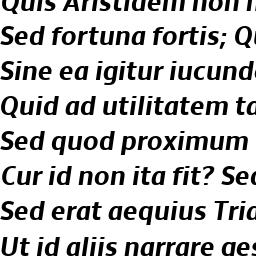 Quis Aristidem non
Sed fortuna fortis;
Sine ea igitur
Quid ad utilitatem
Sed quod proximum
Cur id non ita fit? Sed
Sed erat aequius
Ut id aliis narrare